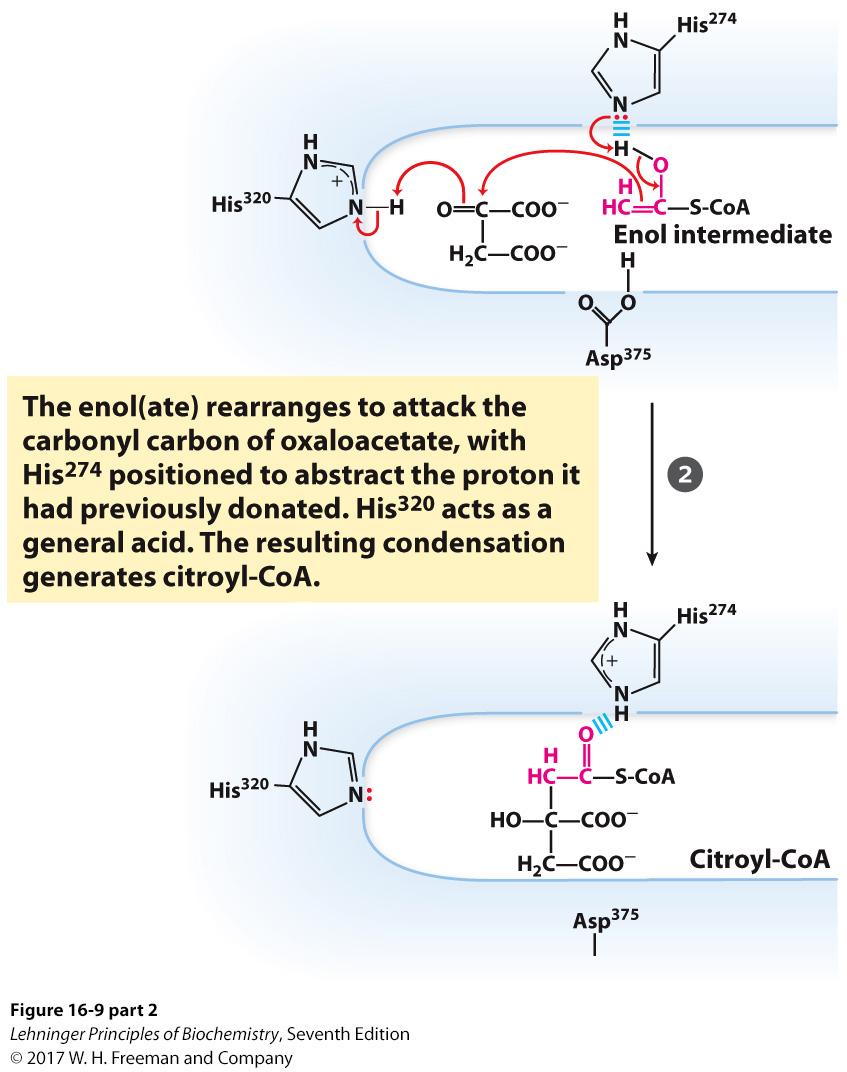 H
N
His274
N
H
O
H
HC=C—S-CoA
Enol intermediate
H
N
+
His320
N—H
O=C—COO−
H2C—COO−
H
O
O
Asp375
The enol(ate) rearranges to attack the
carbonyl carbon of oxaloacetate, with
His274 positioned to abstract the proton it
had previously donated. His320 acts as a
general acid. The resulting condensation
generates citroyl-CoA.
2
H
N
His274
+
N
H
O
H
HC—C—S-CoA
H
N
His320
N:
HO—C—COO−
H2C—COO−
Citroyl-CoA
Asp375
Figure 16-9 part 2
Lehninger Principles of Biochemistry, Seventh Edition
© 2017 W. H. Freeman and Company